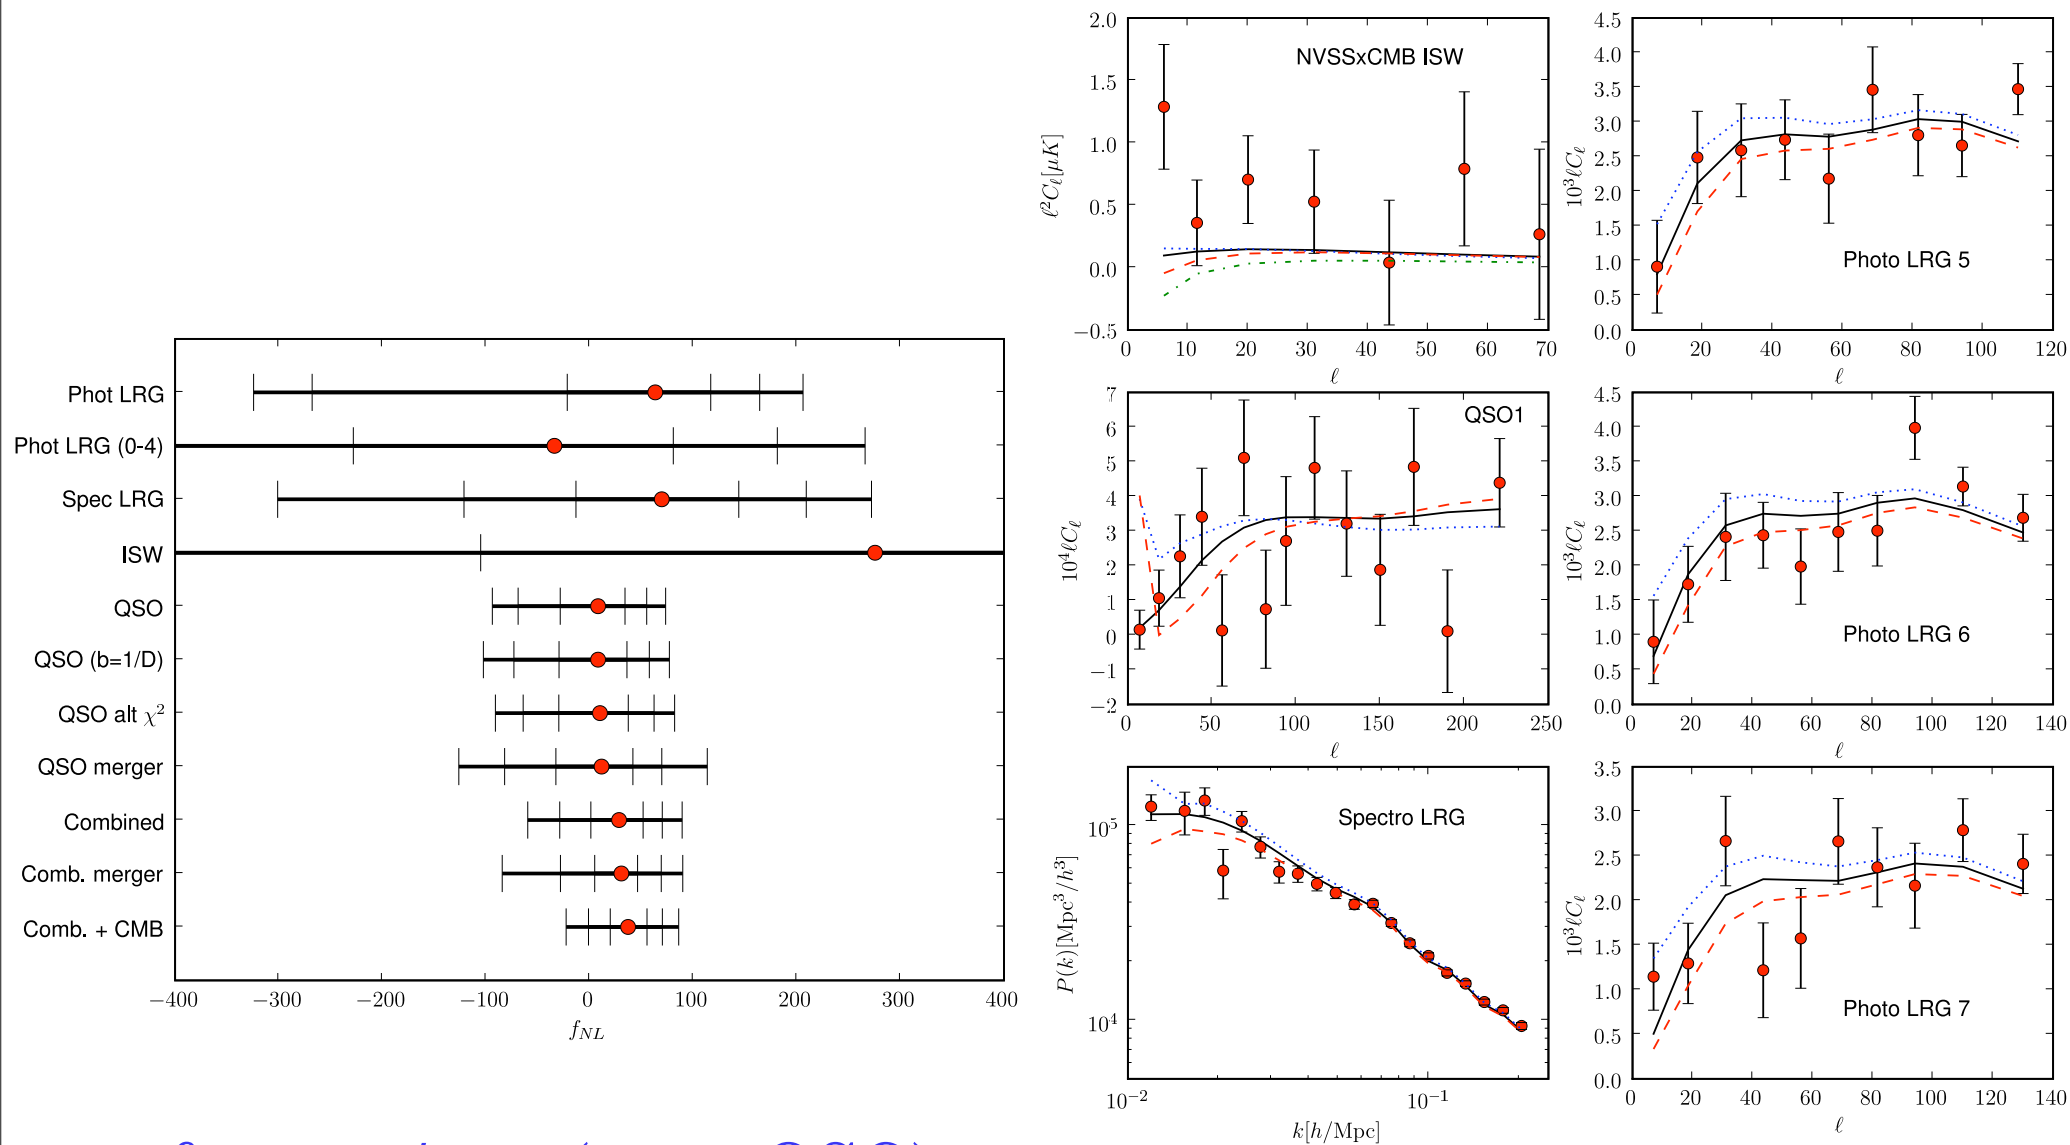 Phot LRG
Phot LRG (0-4)
Spec LRG
ISW
QSO
QSO (b=1/D)
QSO alt χ²
QSO merger
Combined
Comb. merger
Comb. + CMB
−400 −300 −200 −100 0 100 200 300 400
f_NL
2.0
1.5
1.0
0.5
0.0
−0.5
ℓ²C_ℓ[μK]
NVSSxCMB ISW
0 10 20 30 40 50 60 70
ℓ
4.5
4.0
3.5
3.0
2.5
2.0
1.5
1.0
0.5
0.0
10³ℓC_ℓ
Photo LRG 5
0 20 40 60 80 100 120
ℓ
7
6
5
4
3
2
1
0
−1
−2
10⁴ℓC_ℓ
QSO1
0 50 100 150 200 250
ℓ
4.5
4.0
3.5
3.0
2.5
2.0
1.5
1.0
0.5
0.0
10³ℓC_ℓ
Photo LRG 6
0 20 40 60 80 100 120 140
ℓ
10⁵
10⁴
P(k)[Mpc³/h³]
Spectro LRG
10⁻² 10⁻¹
k[h/Mpc]
3.5
3.0
2.5
2.0
1.5
1.0
0.5
0.0
10³ℓC_ℓ
Photo LRG 7
0 20 40 60 80 100 120 140
ℓ